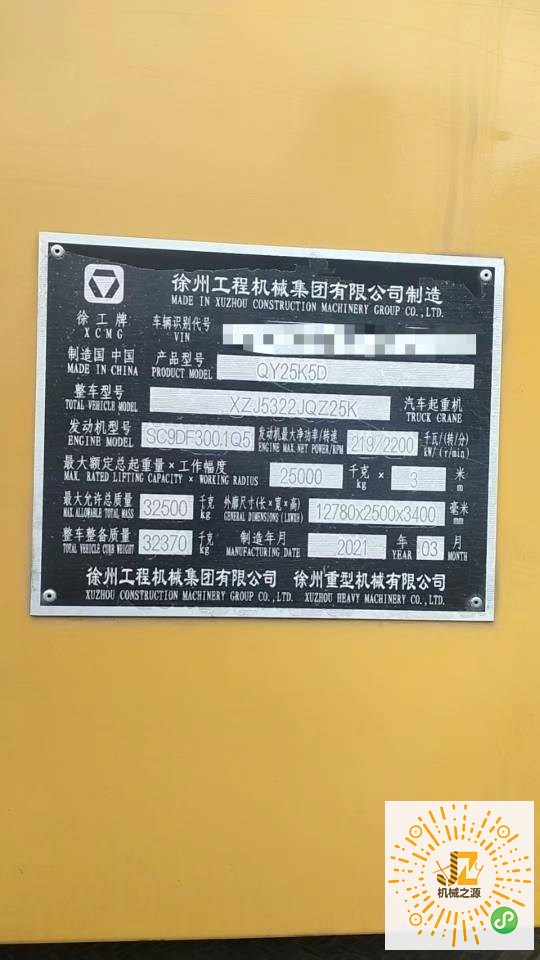 徐州工程机械集团有限公司制造
MADE IN XUZHOU CONSTRUCTION MACHINERY GROUP CO., LTD.
徐工牌
XCMG
车辆识别代号
VIN
制造国 中国
MADE IN CHINA
产品型号 QY25K5D
PRODUCT MODEL
整车型号 XZJ5322JQZ25K 汽车起重机
TOTAL VEHICLE MODEL TRUCK CRANE
发动机型号 SC9DF300.1Q5 发动机最大净功率/转速 219/2200 千瓦/(转/分)
ENGINE MODEL ENGINE MAX.NET POWER/RPM kW/(r/min)
最大额定总起重量×工作幅度 25000 千克 × 3 米
MAX. RATED LIFTING CAPACITY × WORKING RADIUS kg m
最大允许总质量 32500 千克 外廓尺寸(长×宽×高) 12780x2500x3400 毫米
MAX.ALLOWABLE TOTAL MASS kg GENERAL DIMENSIONS (LXWXH) mm
整车整备质量 32370 千克 制造年月 2021 年 03 月
TOTAL VEHICLE CURB WEIGHT kg MANUFACTURING DATE YEAR MONTH
徐州工程机械集团有限公司 徐州重型机械有限公司
XUZHOU CONSTRUCTION MACHINERY GROUP CO., LTD. XUZHOU HEAVY MACHINERY CO., LTD.
机械之源